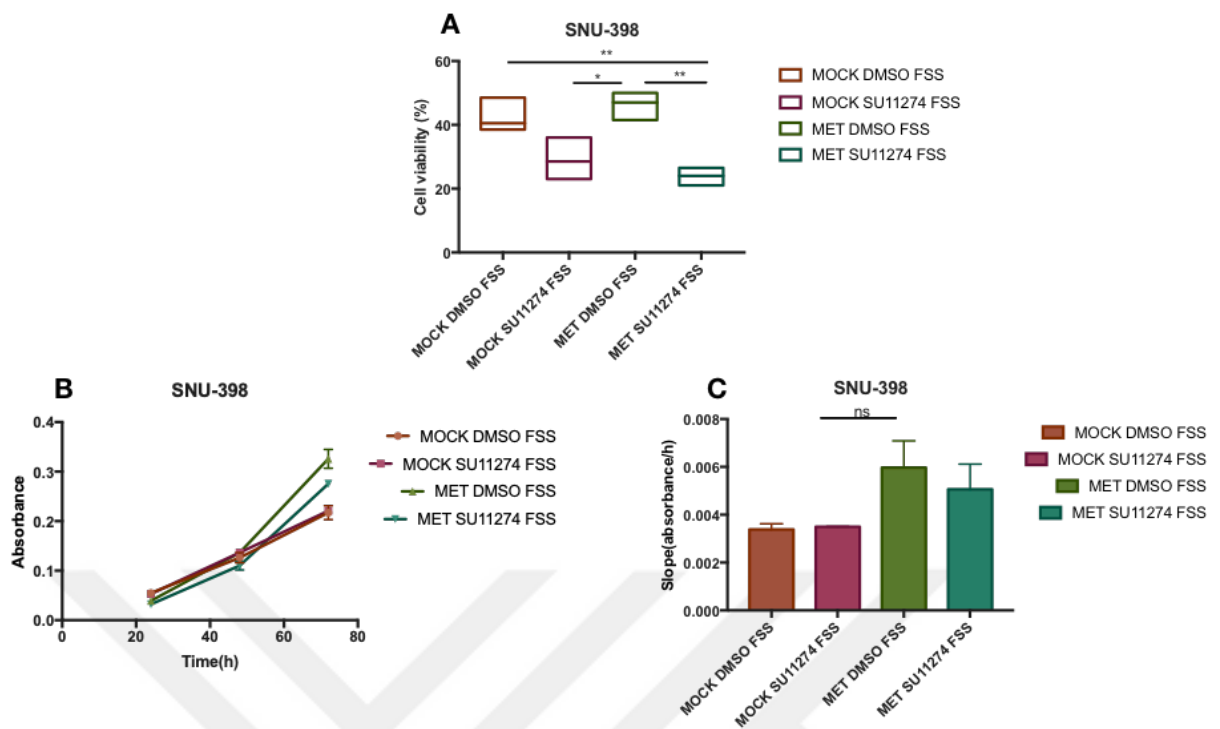 A
SNU-398
**
*
**
60
40
20
0
Cell viability (%)
MOCK DMSO FSS
MOCK SU11274 FSS
MET DMSO FSS
MET SU11274 FSS
MOCK DMSO FSS
MOCK SU11274 FSS
MET DMSO FSS
MET SU11274 FSS
B
SNU-398
0.4
0.3
0.2
0.1
0.0
Absorbance
0
20
40
60
80
Time(h)
MOCK DMSO FSS
MOCK SU11274 FSS
MET DMSO FSS
MET SU11274 FSS
C
SNU-398
ns
0.008
0.006
0.004
0.002
0.000
Slope(absorbance/h)
MOCK DMSO FSS
MOCK SU11274 FSS
MET DMSO FSS
MET SU11274 FSS
MOCK DMSO FSS
MOCK SU11274 FSS
MET DMSO FSS
MET SU11274 FSS